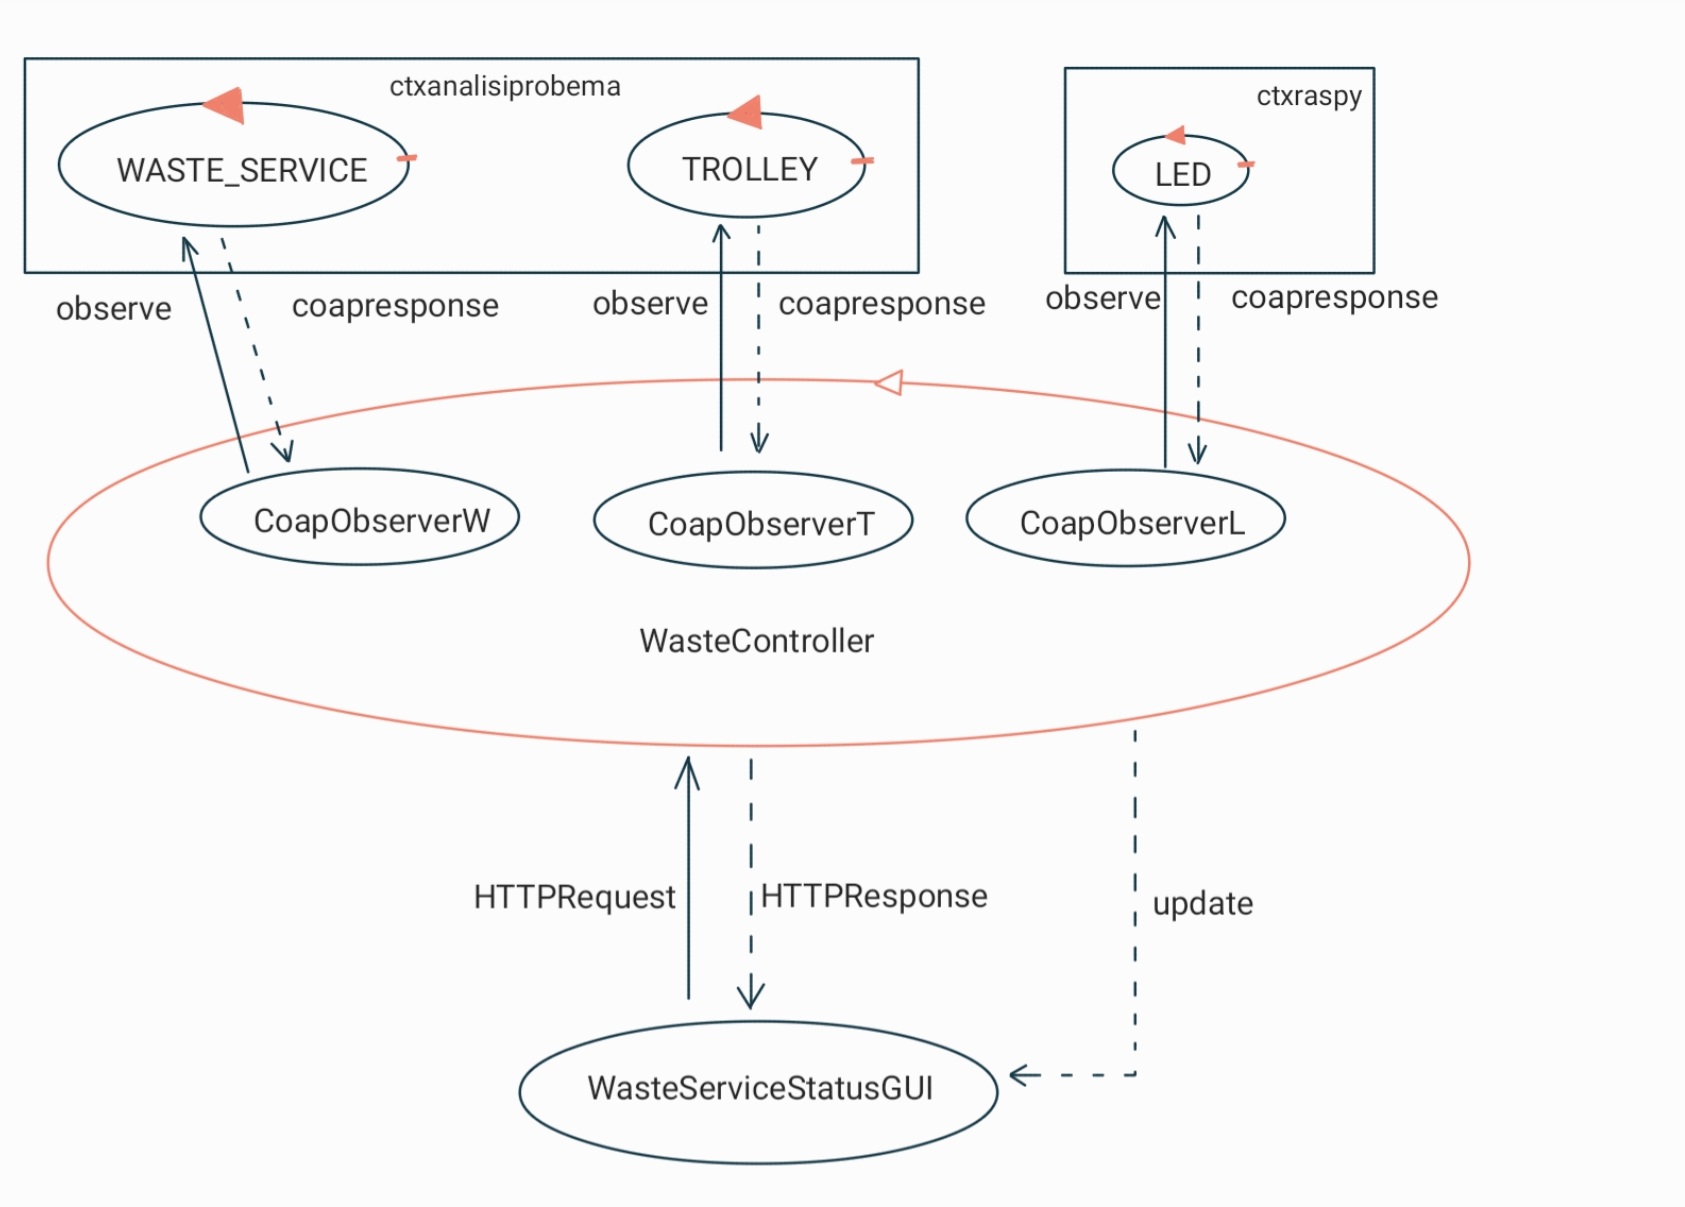 ctxanalisiprobema
ctxraspy
WASTE_SERVICE
TROLLEY
LED
observe
coapresponse
observe
coapresponse
observe
coapresponse
CoapObserverW
CoapObserverT
CoapObserverL
WasteController
HTTPRequest
HTTPResponse
update
WasteServiceStatusGUI